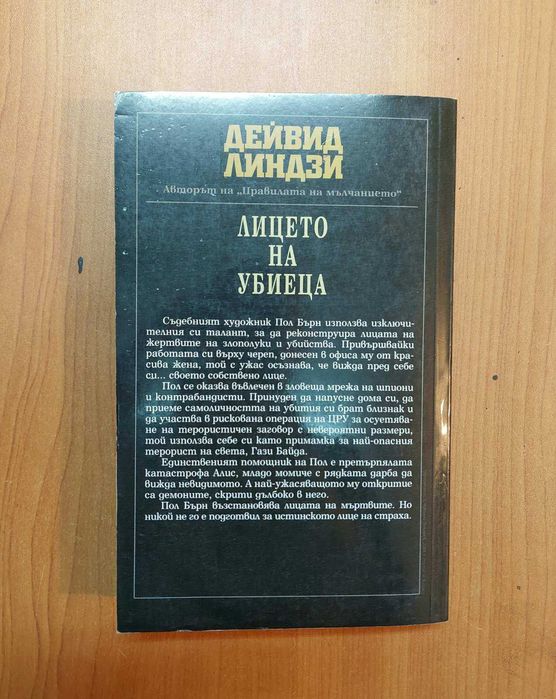 ДЕЙВИД
ЛИНДЗИ
Авторът на „Правилата на мълчанието“
ЛИЦЕТО
НА
УБИЕЦА
Съдебният художник Пол Бърн използва изключи-
телния си талант, за да реконструира лицата на
жертвите на злополуки и убийства. Привършвайки
работата си върху череп, донесен в офиса му от кра-
сива жена, той с ужас осъзнава, че вижда пред себе
си... своето собствено лице.
Пол се оказва въвлечен в зловеща мрежа на шпиони
и контрабандисти. Принуден да напусне дома си, да
приеме самоличността на убития си брат близнак и
да участва в рискована операция на ЦРУ за осуетява-
не на терористичен заговор с невероятни размери,
той използва себе си като примамка за най-опасния
терорист на света, Гази Байда.
Единственият помощник на Пол е претърпялата
катастрофа Алис, младо момиче с рядката дарба да
вижда невидимото. А най-ужасяващото му откритие
са демоните, скрити дълбоко в него.
Пол Бърн възстановява лицата на мъртвите. Но
никой не го е подготвил за истинското лице на страха.